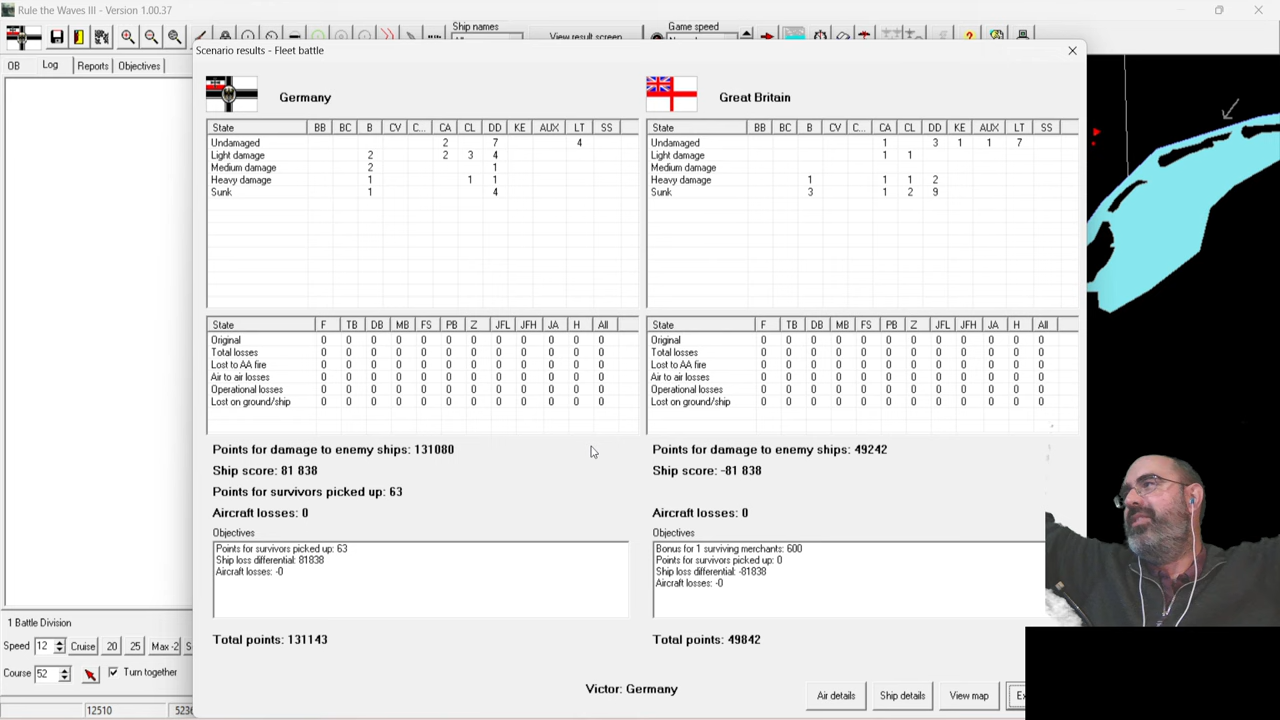 Rule the Waves III - Version 1.00.37
Ship names
Game speed
View result screen
OB Log Reports Objectives
Scenario results - Fleet battle
Germany
State BB BC B CV C... CA CL DD KE AUX LT SS
Undamaged 2 7 4
Light damage 2 2 3 4
Medium damage 2 1
Heavy damage 1 1 1
Sunk 1 4
Great Britain
State BB BC B CV C... CA CL DD KE AUX LT SS
Undamaged 1 3 1 1 7
Light damage 1 1
Medium damage
Heavy damage 1 1 1 2
Sunk 3 1 2 9
State F TB DB MB FS PB Z JFL JFH JA H All
Original 0 0 0 0 0 0 0 0 0 0 0 0
Total losses 0 0 0 0 0 0 0 0 0 0 0 0
Lost to AA fire 0 0 0 0 0 0 0 0 0 0 0 0
Air to air losses 0 0 0 0 0 0 0 0 0 0 0 0
Operational losses 0 0 0 0 0 0 0 0 0 0 0 0
Lost on ground/ship 0 0 0 0 0 0 0 0 0 0 0 0
State F TB DB MB FS PB Z JFL JFH JA H All
Original 0 0 0 0 0 0 0 0 0 0 0 0
Total losses 0 0 0 0 0 0 0 0 0 0 0 0
Lost to AA fire 0 0 0 0 0 0 0 0 0 0 0 0
Air to air losses 0 0 0 0 0 0 0 0 0 0 0 0
Operational losses 0 0 0 0 0 0 0 0 0 0 0 0
Lost on ground/ship 0 0 0 0 0 0 0 0 0 0 0 0
Points for damage to enemy ships: 131080
Ship score: 81 838
Points for survivors picked up: 63
Aircraft losses: 0
Objectives
Points for survivors picked up: 63
Ship loss differential: 81838
Aircraft losses: -0
Total points: 131143
Points for damage to enemy ships: 49242
Ship score: -81 838
Aircraft losses: 0
Objectives
Bonus for 1 surviving merchants: 600
Points for survivors picked up: 0
Ship loss differential: -81838
Aircraft losses: -0
Total points: 49842
Victor: Germany
Air details Ship details View map Ex
1 Battle Division
Speed 12 Cruise 20 25 Max -2 S
Course 52 Turn together
12510 5236